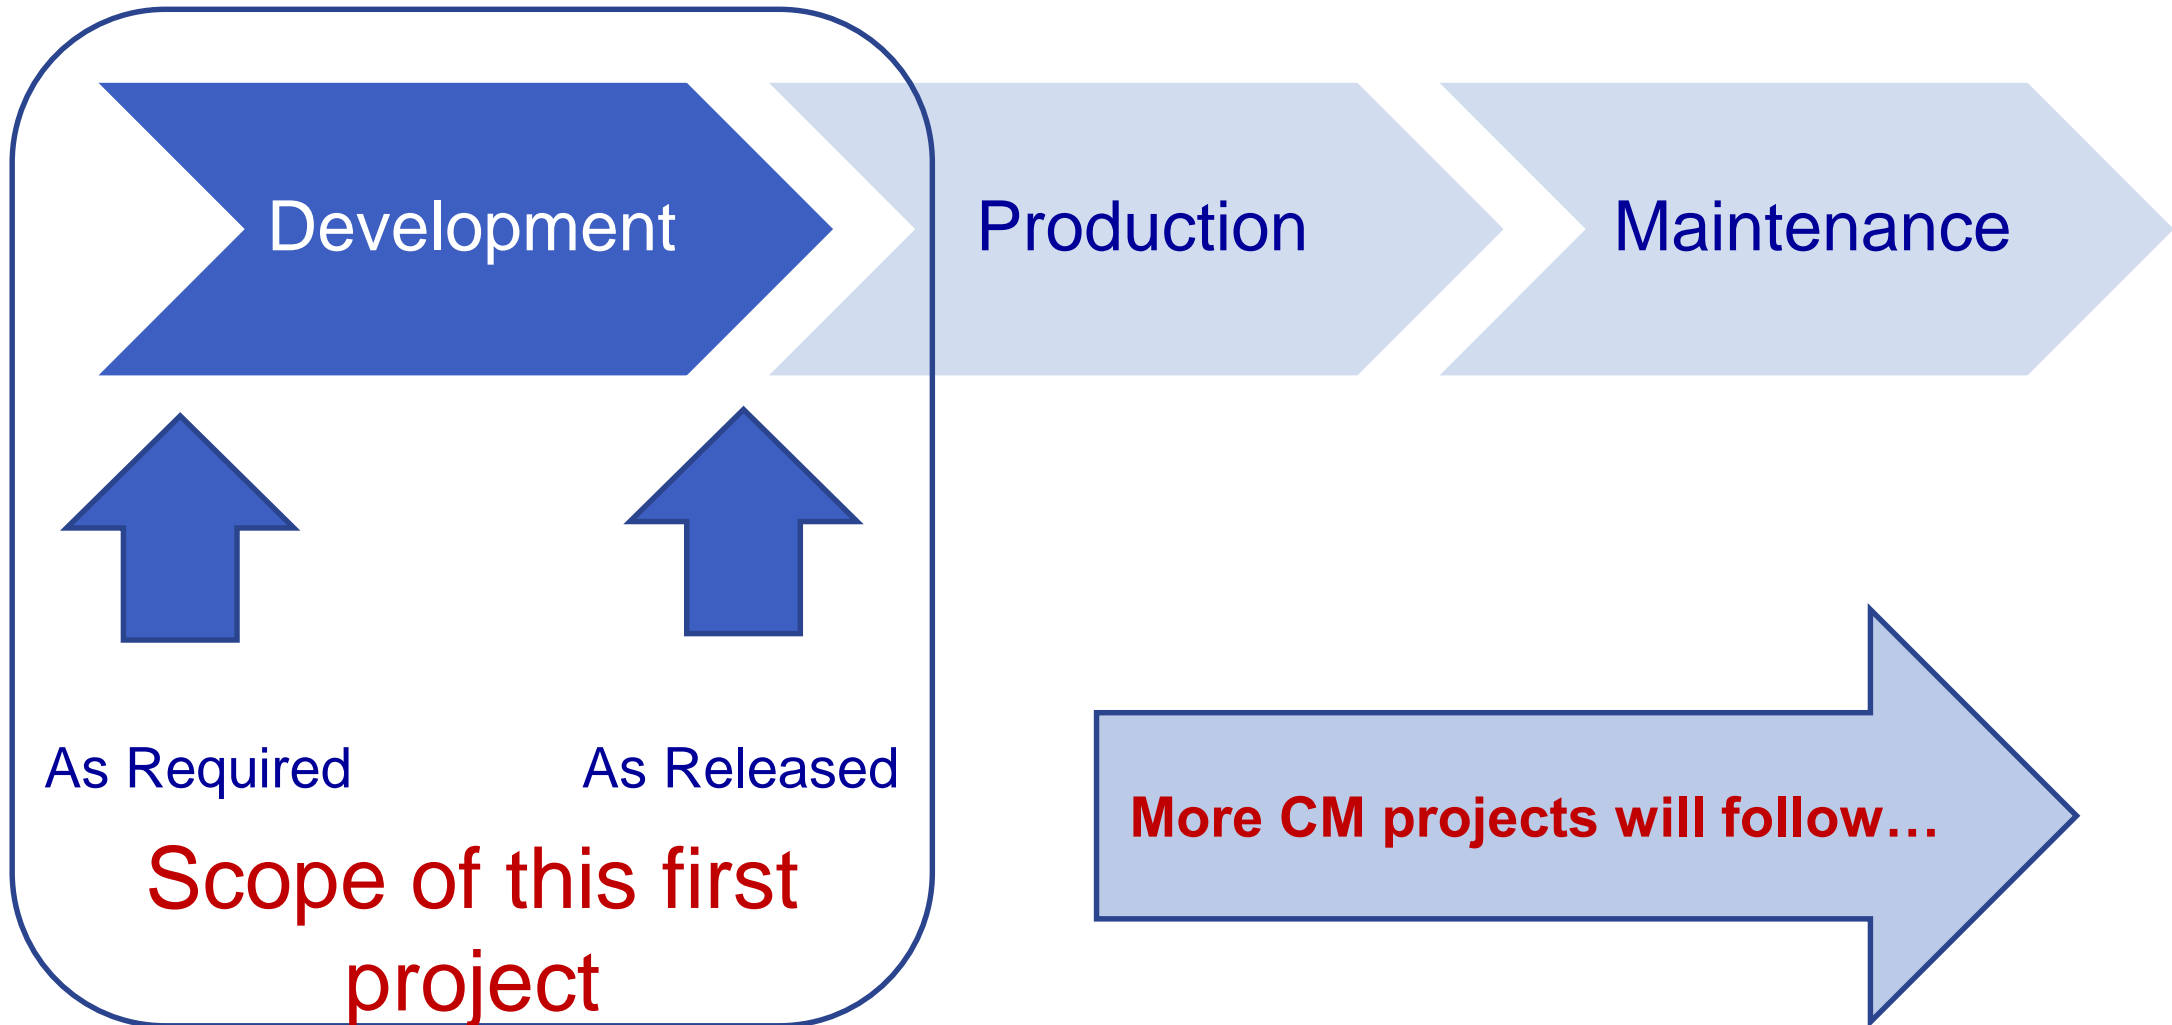 Development
Production
Maintenance
As Required
As Released
Scope of this first
project
More CM projects will follow…